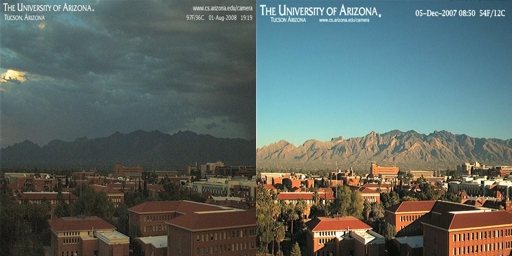 THE UNIVERSITY OF ARIZONA.
TUCSON ARIZONA
www.cs.arizona.edu/camera
97F/36C 01-Aug-2008 19:19
THE UNIVERSITY OF ARIZONA.
TUCSON ARIZONA
www.cs.arizona.edu/camera
05-Dec-2007 08:50 54F/12C